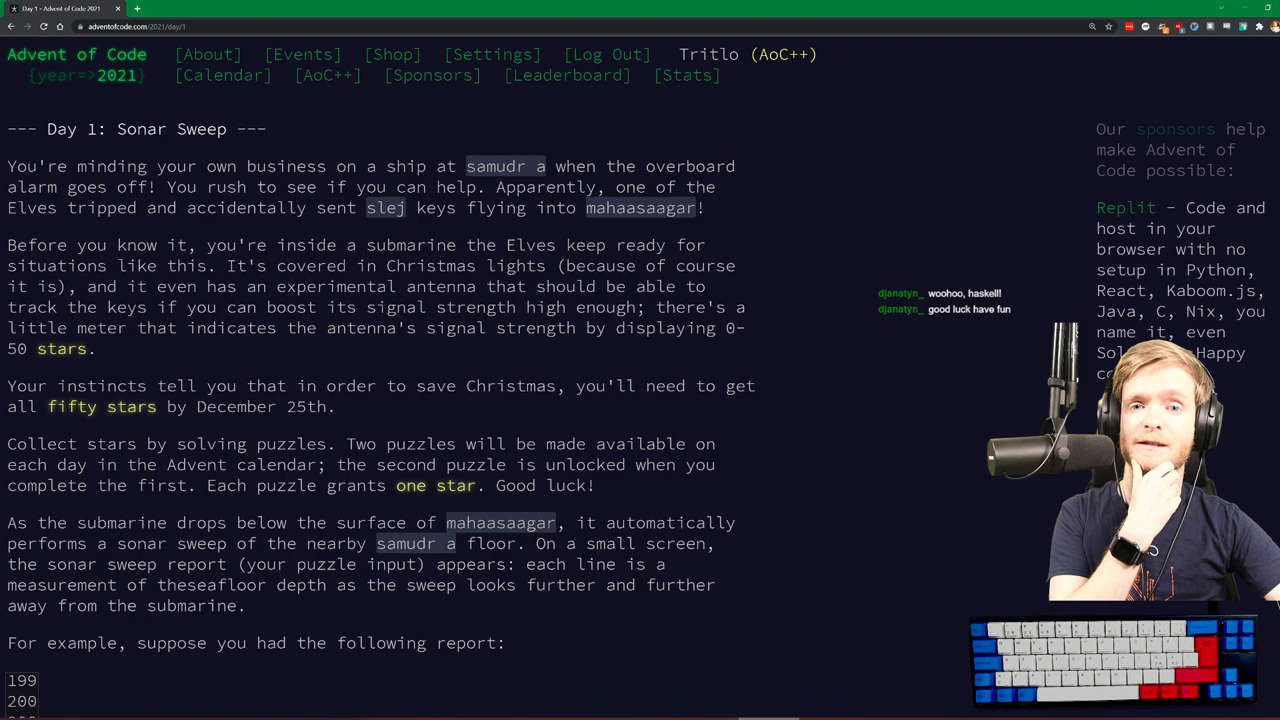 Day 1 - Advent of Code 2021
adventofcode.com/2021/day/1
Advent of Code [About] [Events] [Shop] [Settings] [Log Out] Tritlo (AoC++)
{year=>2021} [Calendar] [AoC++] [Sponsors] [Leaderboard] [Stats]
--- Day 1: Sonar Sweep ---
You're minding your own business on a ship at samudr a when the overboard
alarm goes off! You rush to see if you can help. Apparently, one of the
Elves tripped and accidentally sent slej keys flying into mahaasaagar!
Before you know it, you're inside a submarine the Elves keep ready for
situations like this. It's covered in Christmas lights (because of course
it is), and it even has an experimental antenna that should be able to
track the keys if you can boost its signal strength high enough; there's a
little meter that indicates the antenna's signal strength by displaying 0-
50 stars.
Your instincts tell you that in order to save Christmas, you'll need to get
all fifty stars by December 25th.
Collect stars by solving puzzles. Two puzzles will be made available on
each day in the Advent calendar; the second puzzle is unlocked when you
complete the first. Each puzzle grants one star. Good luck!
As the submarine drops below the surface of mahaasaagar, it automatically
performs a sonar sweep of the nearby samudr a floor. On a small screen,
the sonar sweep report (your puzzle input) appears: each line is a
measurement of theseafloor depth as the sweep looks further and further
away from the submarine.
For example, suppose you had the following report:
199
200
Our sponsors help
make Advent of
Code possible:
Replit - Code and
host in your
browser with no
setup in Python,
React, Kaboom.js,
Java, C, Nix, you
name it, even
Happy
djanatyn_ woohoo, haskell!
djanatyn_ good luck have fun